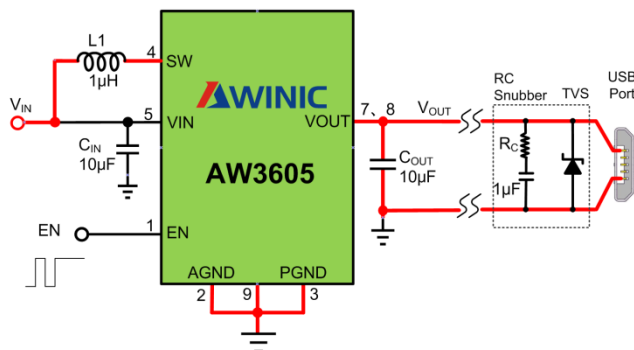 L1
1μH
4
SW
AWINIC
RC
Snubber
TVS
USB
Port
VIN
5
VIN
VOUT
7、8
VOUT
CIN
10μF
AW3605
COUT
10μF
RC
1μF
EN
1
EN
AGND
PGND
2
9
3